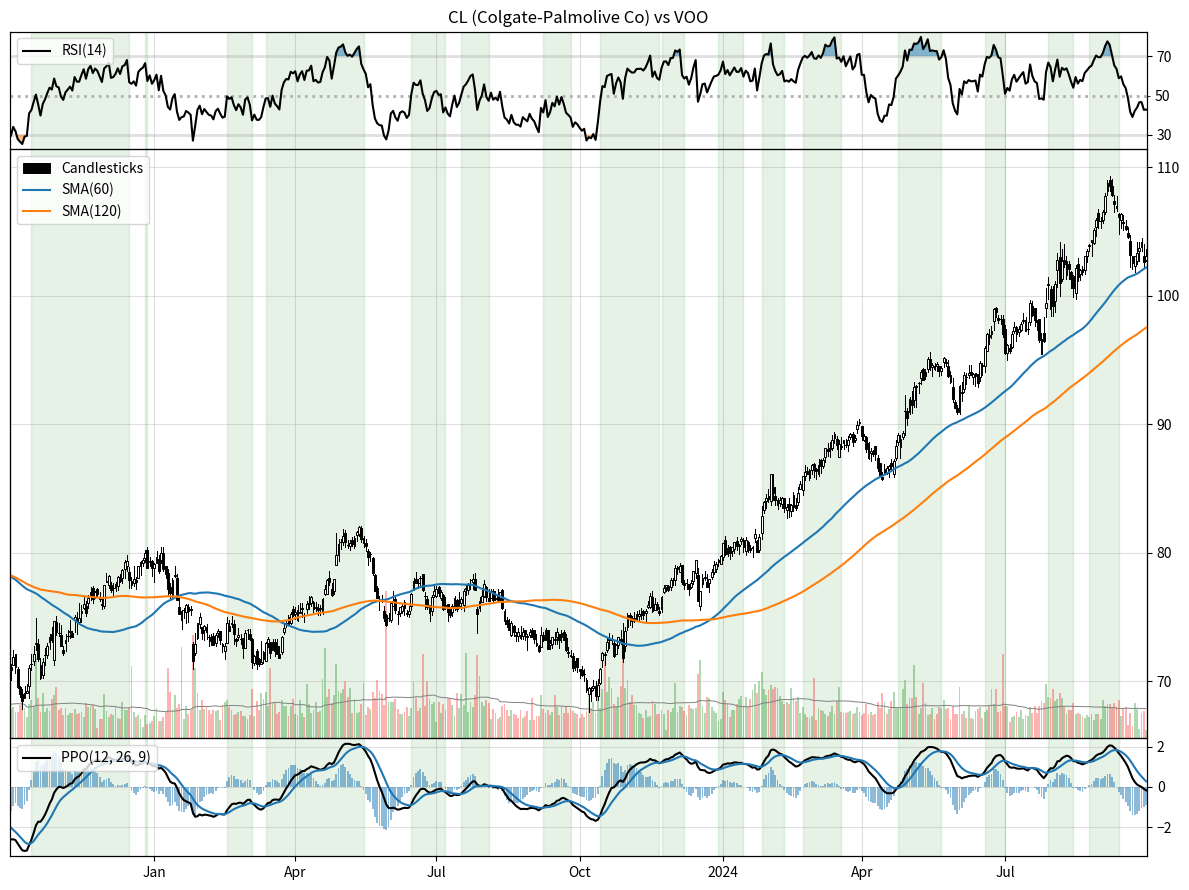 CL (Colgate-Palmolive Co) vs VOO
RSI(14)
70
50
30
Candlesticks
SMA(60)
SMA(120)
110
100
90
80
70
PPO(12, 26, 9)
2
0
−2
Jan Apr Jul Oct 2024 Apr Jul